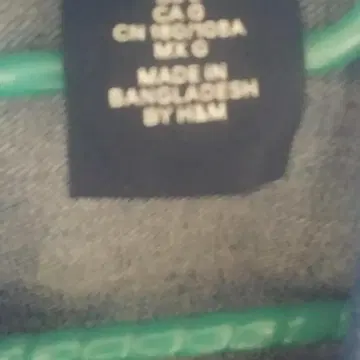 CA G
CN 180/108A
MX G
MADE IN
BANGLADESH
BY H&M